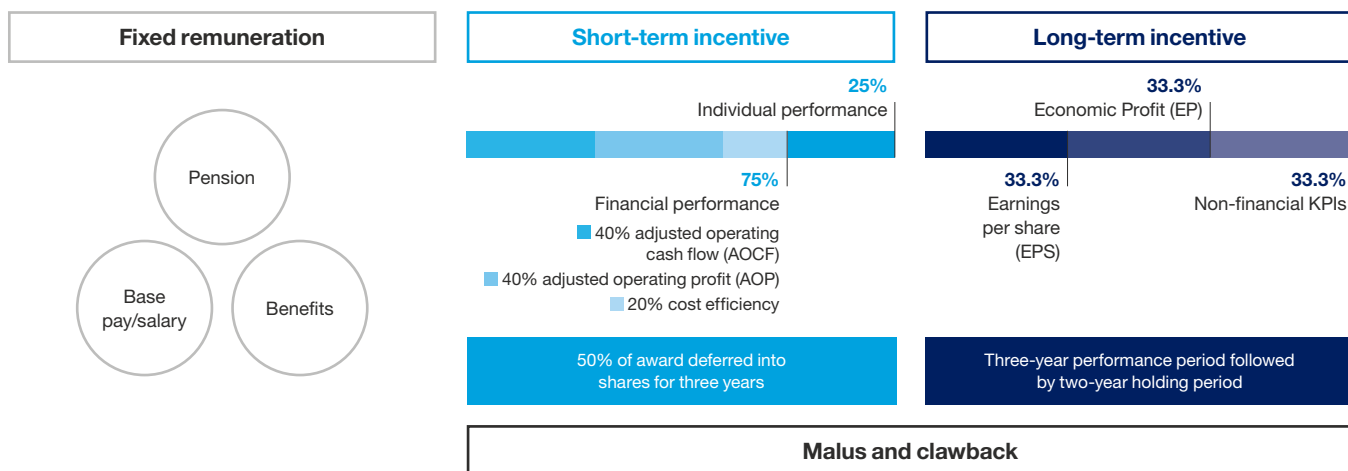 Fixed remuneration
Pension
Base
pay/salary
Benefits
Short-term incentive
25%
Individual performance
75%
Financial performance
40% adjusted operating
cash flow (AOCF)
40% adjusted operating profit (AOP)
20% cost efficiency
50% of award deferred into
shares for three years
Long-term incentive
33.3%
Economic Profit (EP)
33.3%
Earnings
per share
(EPS)
33.3%
Non-financial KPIs
Three-year performance period followed
by two-year holding period
Malus and clawback